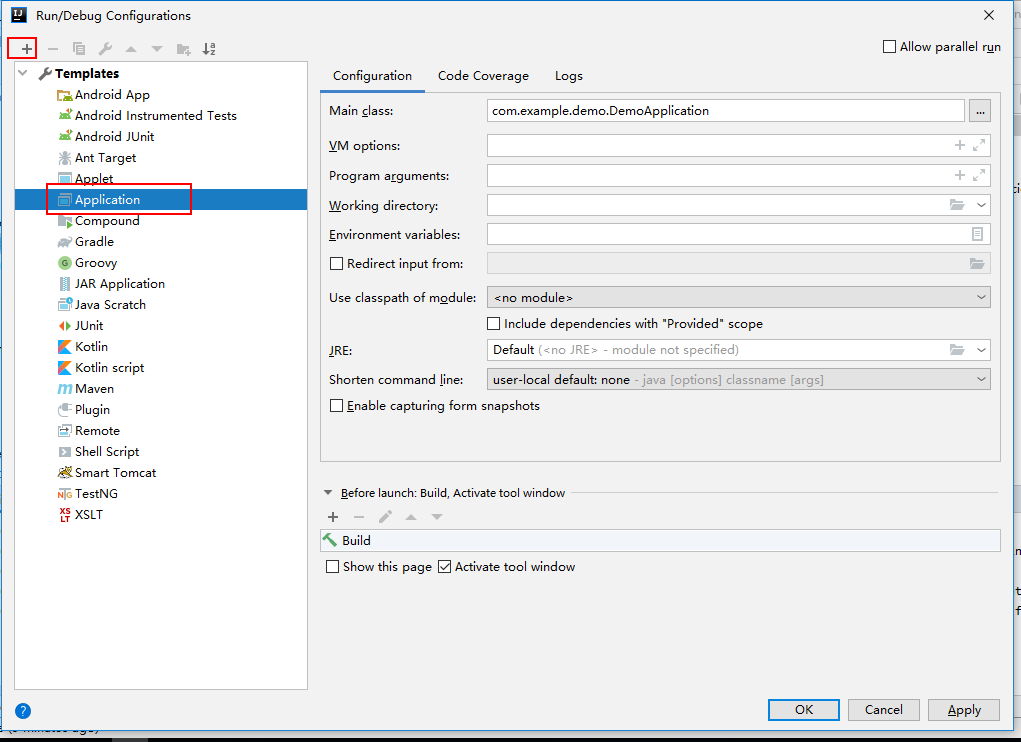 Run/Debug Configurations
Allow parallel run
Templates
Android App
Android Instrumented Tests
Android JUnit
Ant Target
Applet
Application
Compound
Gradle
Groovy
JAR Application
Java Scratch
JUnit
Kotlin
Kotlin script
Maven
Plugin
Remote
Shell Script
Smart Tomcat
TestNG
XSLT
Configuration Code Coverage Logs
Main class: com.example.demo.DemoApplication ...
VM options:
Program arguments:
Working directory:
Environment variables:
Redirect input from:
Use classpath of module: <no module>
Include dependencies with "Provided" scope
JRE: Default (<no JRE> - module not specified)
Shorten command line: user-local default: none - java [options] classname [args]
Enable capturing form snapshots
Before launch: Build, Activate tool window
Build
Show this page Activate tool window
? OK Cancel Apply